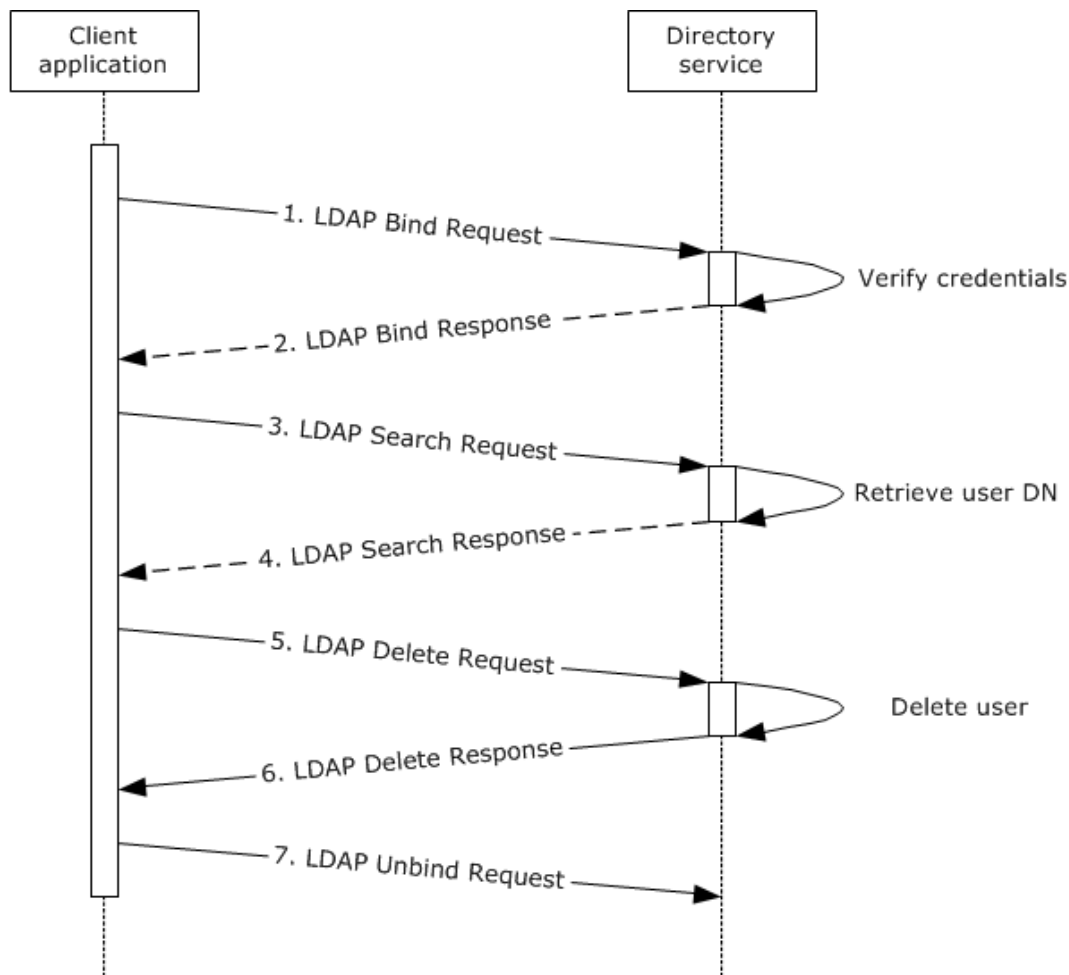 Client
application
Directory
service
1. LDAP Bind Request
Verify credentials
2. LDAP Bind Response
3. LDAP Search Request
Retrieve user DN
4. LDAP Search Response
5. LDAP Delete Request
Delete user
6. LDAP Delete Response
7. LDAP Unbind Request